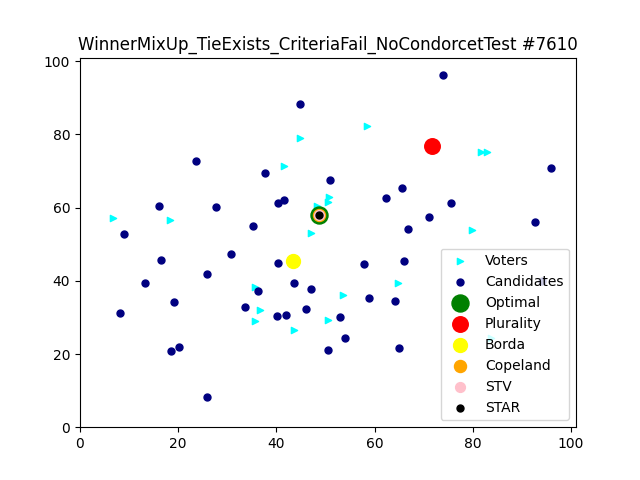 WinnerMixUp_TieExists_CriteriaFail_NoCondorcetTest #7610
100
80
60
40
20
0
0 20 40 60 80 100
Voters
Candidates
Optimal
Plurality
Borda
Copeland
STV
STAR